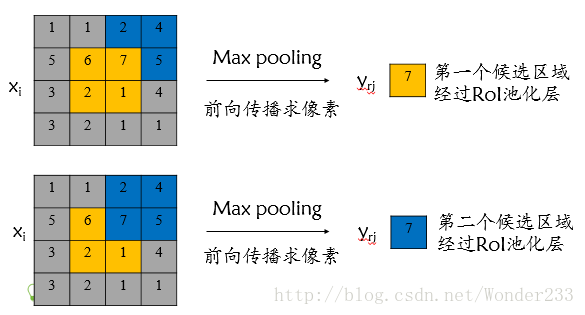 1 1 2 4
5 6 7 5
3 2 1 4
3 2 1 1
xi
Max pooling
前向传播求像素
yrj
7
第一个候选区域
经过RoI池化层
1 1 2 4
5 6 7 5
3 2 1 4
3 2 1 1
xi
Max pooling
前向传播求像素
yrj
7
第二个候选区域
经过RoI池化层
http://blog.csdn.net/Wonder233